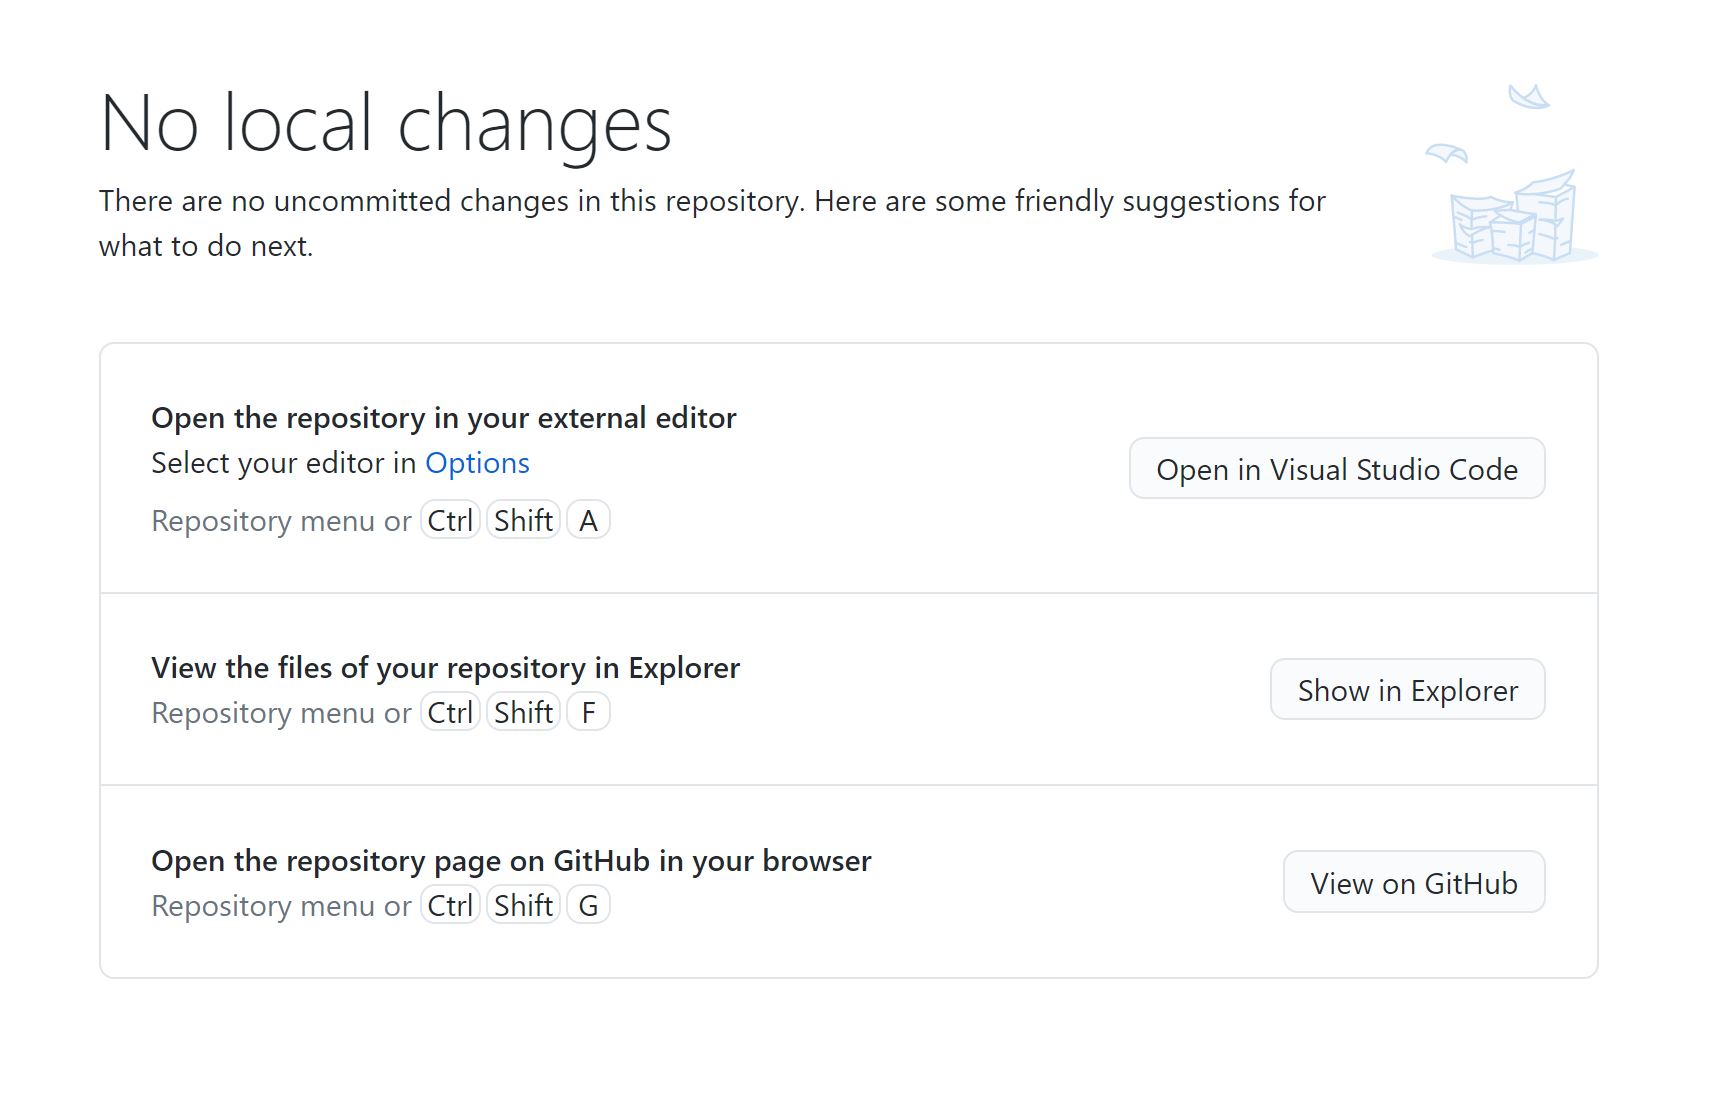 No local changes
There are no uncommitted changes in this repository. Here are some friendly suggestions for
what to do next.
Open the repository in your external editor
Select your editor in Options
Repository menu or Ctrl Shift A
Open in Visual Studio Code
View the files of your repository in Explorer
Repository menu or Ctrl Shift F
Show in Explorer
Open the repository page on GitHub in your browser
Repository menu or Ctrl Shift G
View on GitHub